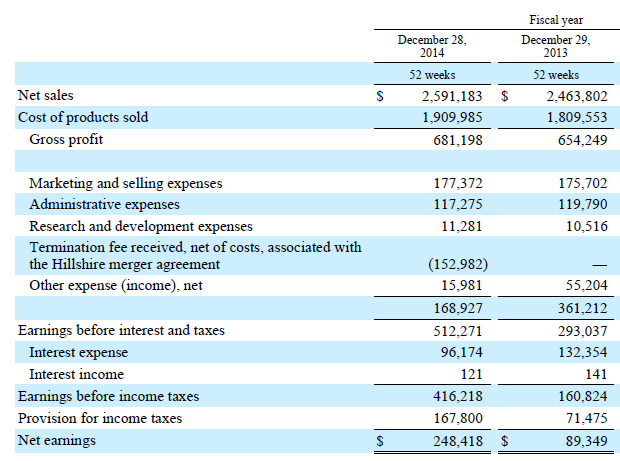 Fiscal year
December 28, 2014 December 29, 2013
52 weeks 52 weeks
Net sales $ 2,591,183 $ 2,463,802
Cost of products sold 1,909,985 1,809,553
Gross profit 681,198 654,249
Marketing and selling expenses 177,372 175,702
Administrative expenses 117,275 119,790
Research and development expenses 11,281 10,516
Termination fee received, net of costs, associated with
the Hillshire merger agreement (152,982) —
Other expense (income), net 15,981 55,204
168,927 361,212
Earnings before interest and taxes 512,271 293,037
Interest expense 96,174 132,354
Interest income 121 141
Earnings before income taxes 416,218 160,824
Provision for income taxes 167,800 71,475
Net earnings $ 248,418 $ 89,349